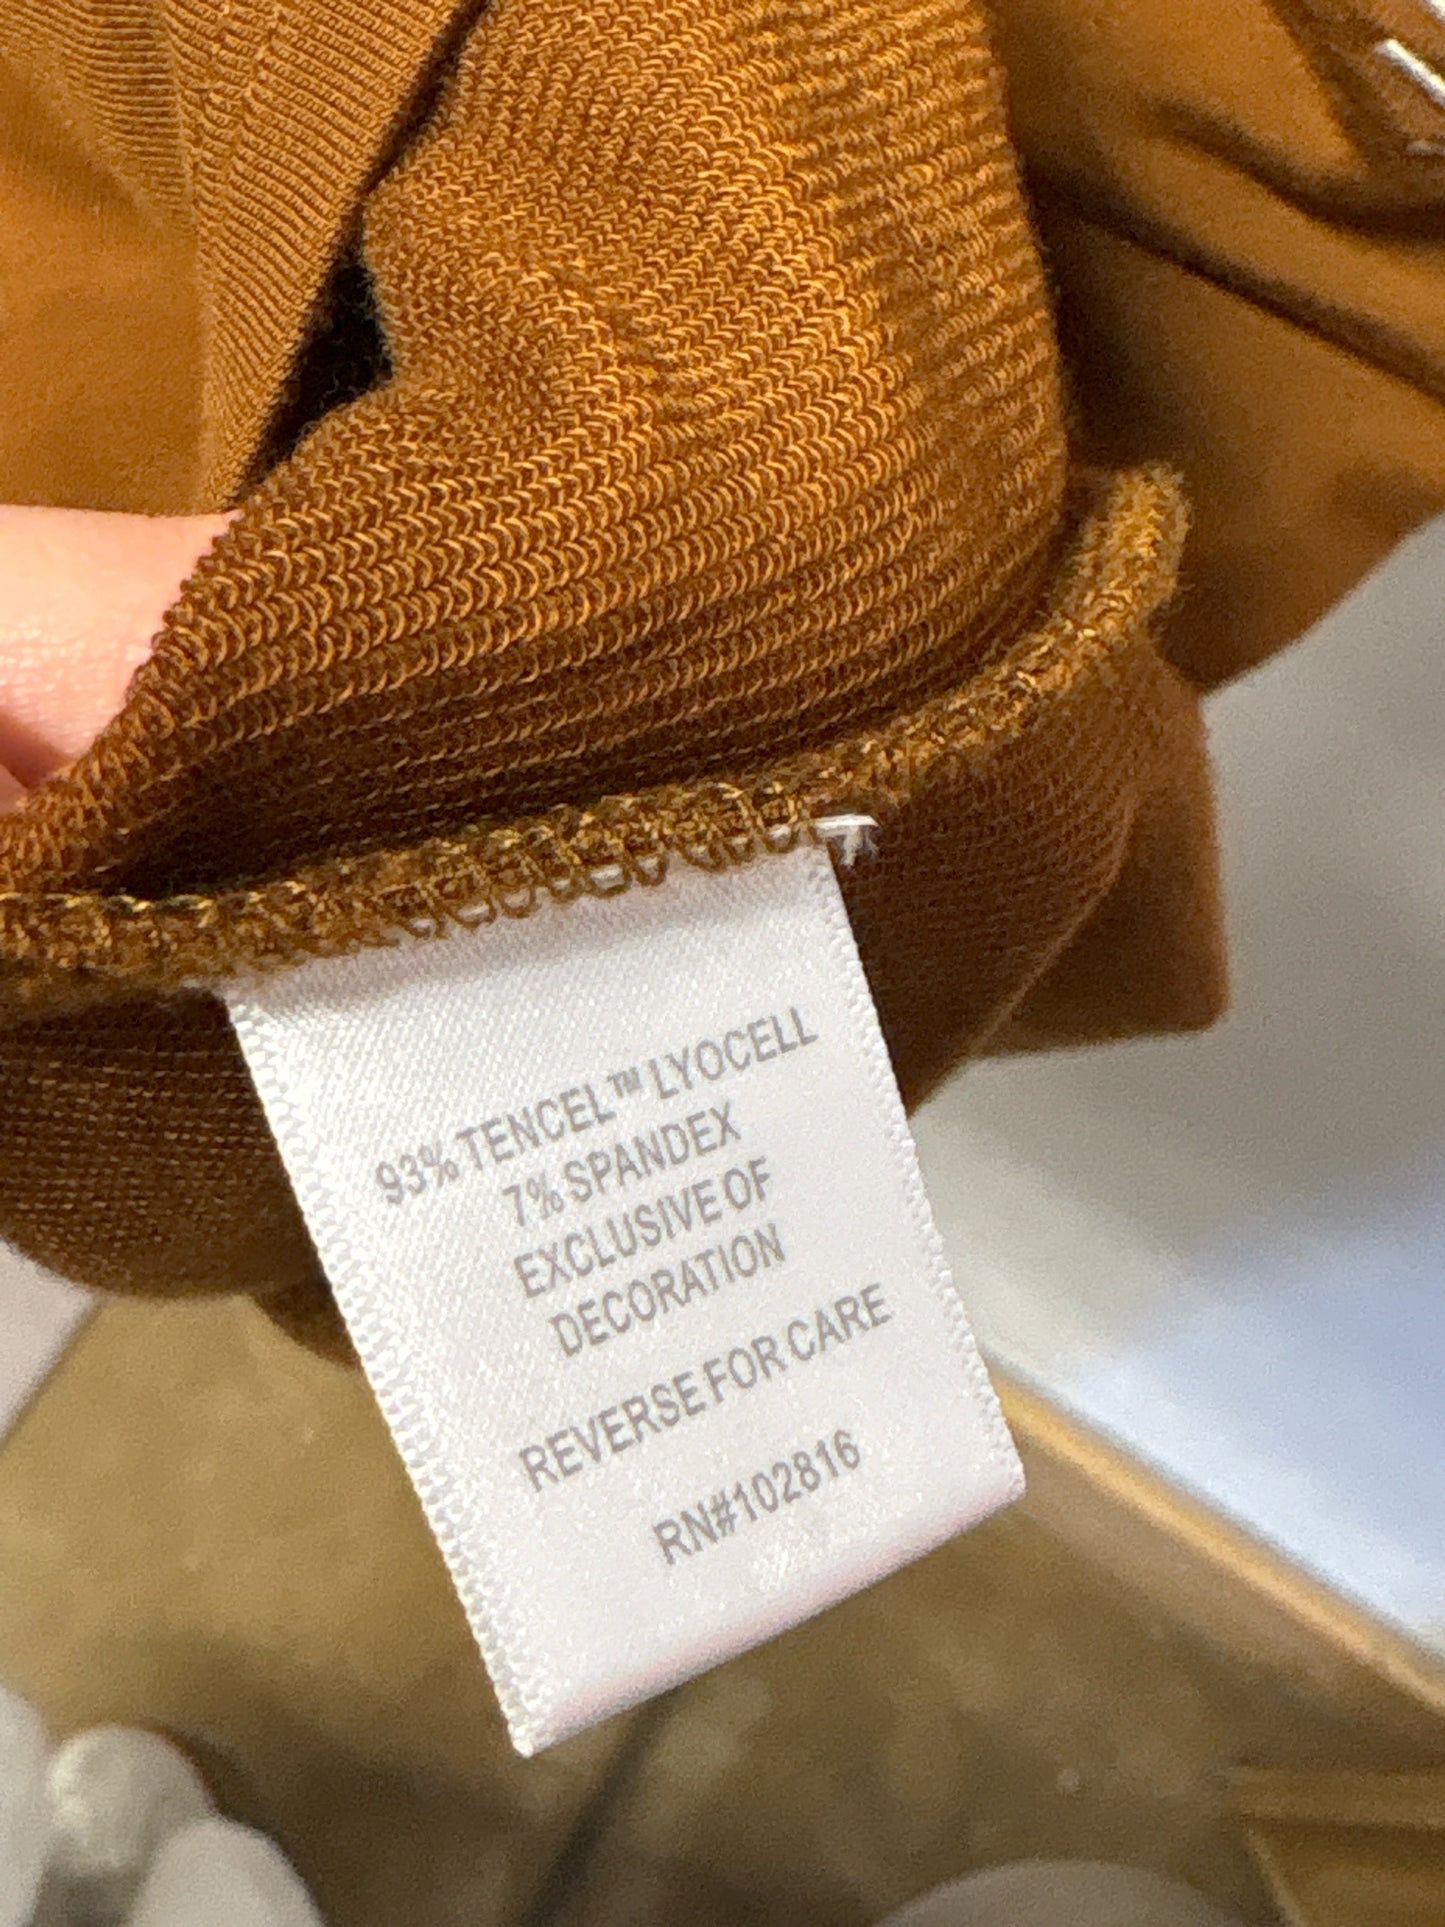 93% TENCEL™ LYOCELL
7% SPANDEX
EXCLUSIVE OF
DECORATION
REVERSE FOR CARE
RN#102816